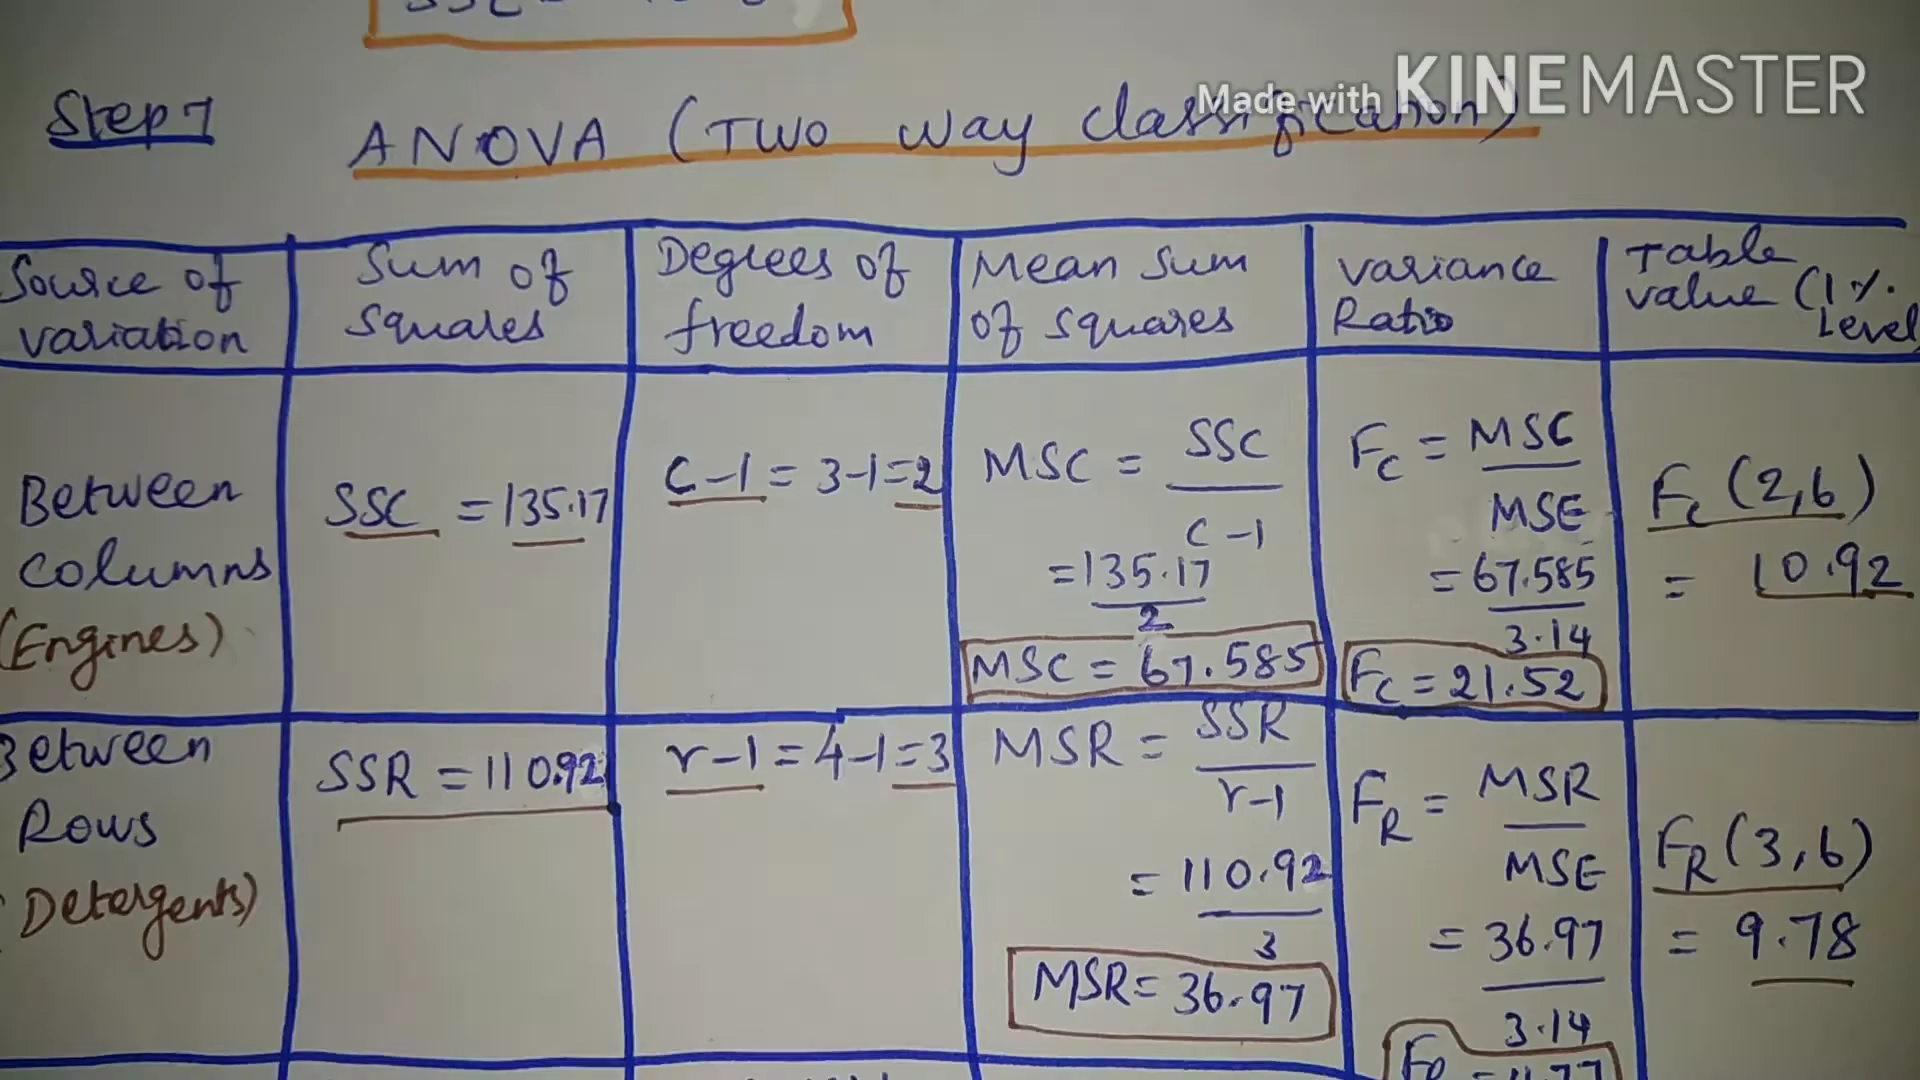 Step 7
Made with KINEMASTER
ANOVA (Two way classification)
Source of variation
Sum of Squares
Degrees of freedom
Mean sum of squares
Variance Ratio
Table value (1% Level
Between Columns (Engines)
SSC = 135.17
C-1 = 3-1 = 2
MSC = SSC
C-1
= 135.17
2
MSC = 67.585
Fc = MSC
MSE
= 67.585
3.14
Fc = 21.52
Fc (2,6)
= 10.92
Between Rows
Detergents)
SSR = 110.92
r-1 = 4-1 = 3
MSR = SSR
r-1
= 110.92
3
MSR = 36.97
FR = MSR
MSE
= 36.97
3.14
FR (3,6)
= 9.78